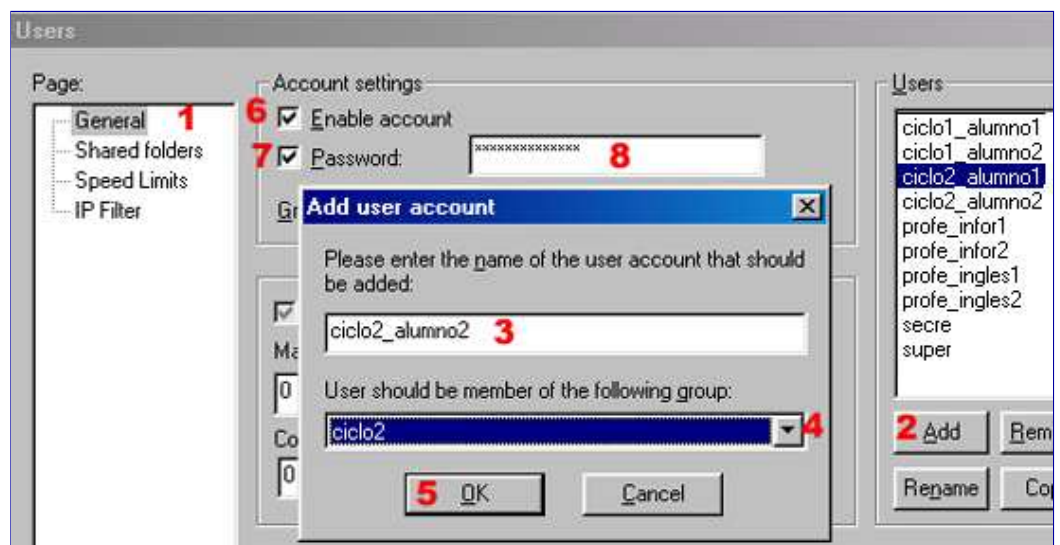 Users
Page:
General 1
Shared folders
Speed Limits
IP Filter
Account settings
6 Enable account
7 Password: ************** 8
Add user account
Please enter the name of the user account that should
be added:
ciclo2_alumno2 3
User should be member of the following group:
ciclo2 4
5 OK
Cancel
0
0
Users
ciclo1_alumno1
ciclo1_alumno2
ciclo2_alumno1
ciclo2_alumno2
profe_infor1
profe_infor2
profe_ingles1
profe_ingles2
secre
super
2 Add
Rem
Rename
Co